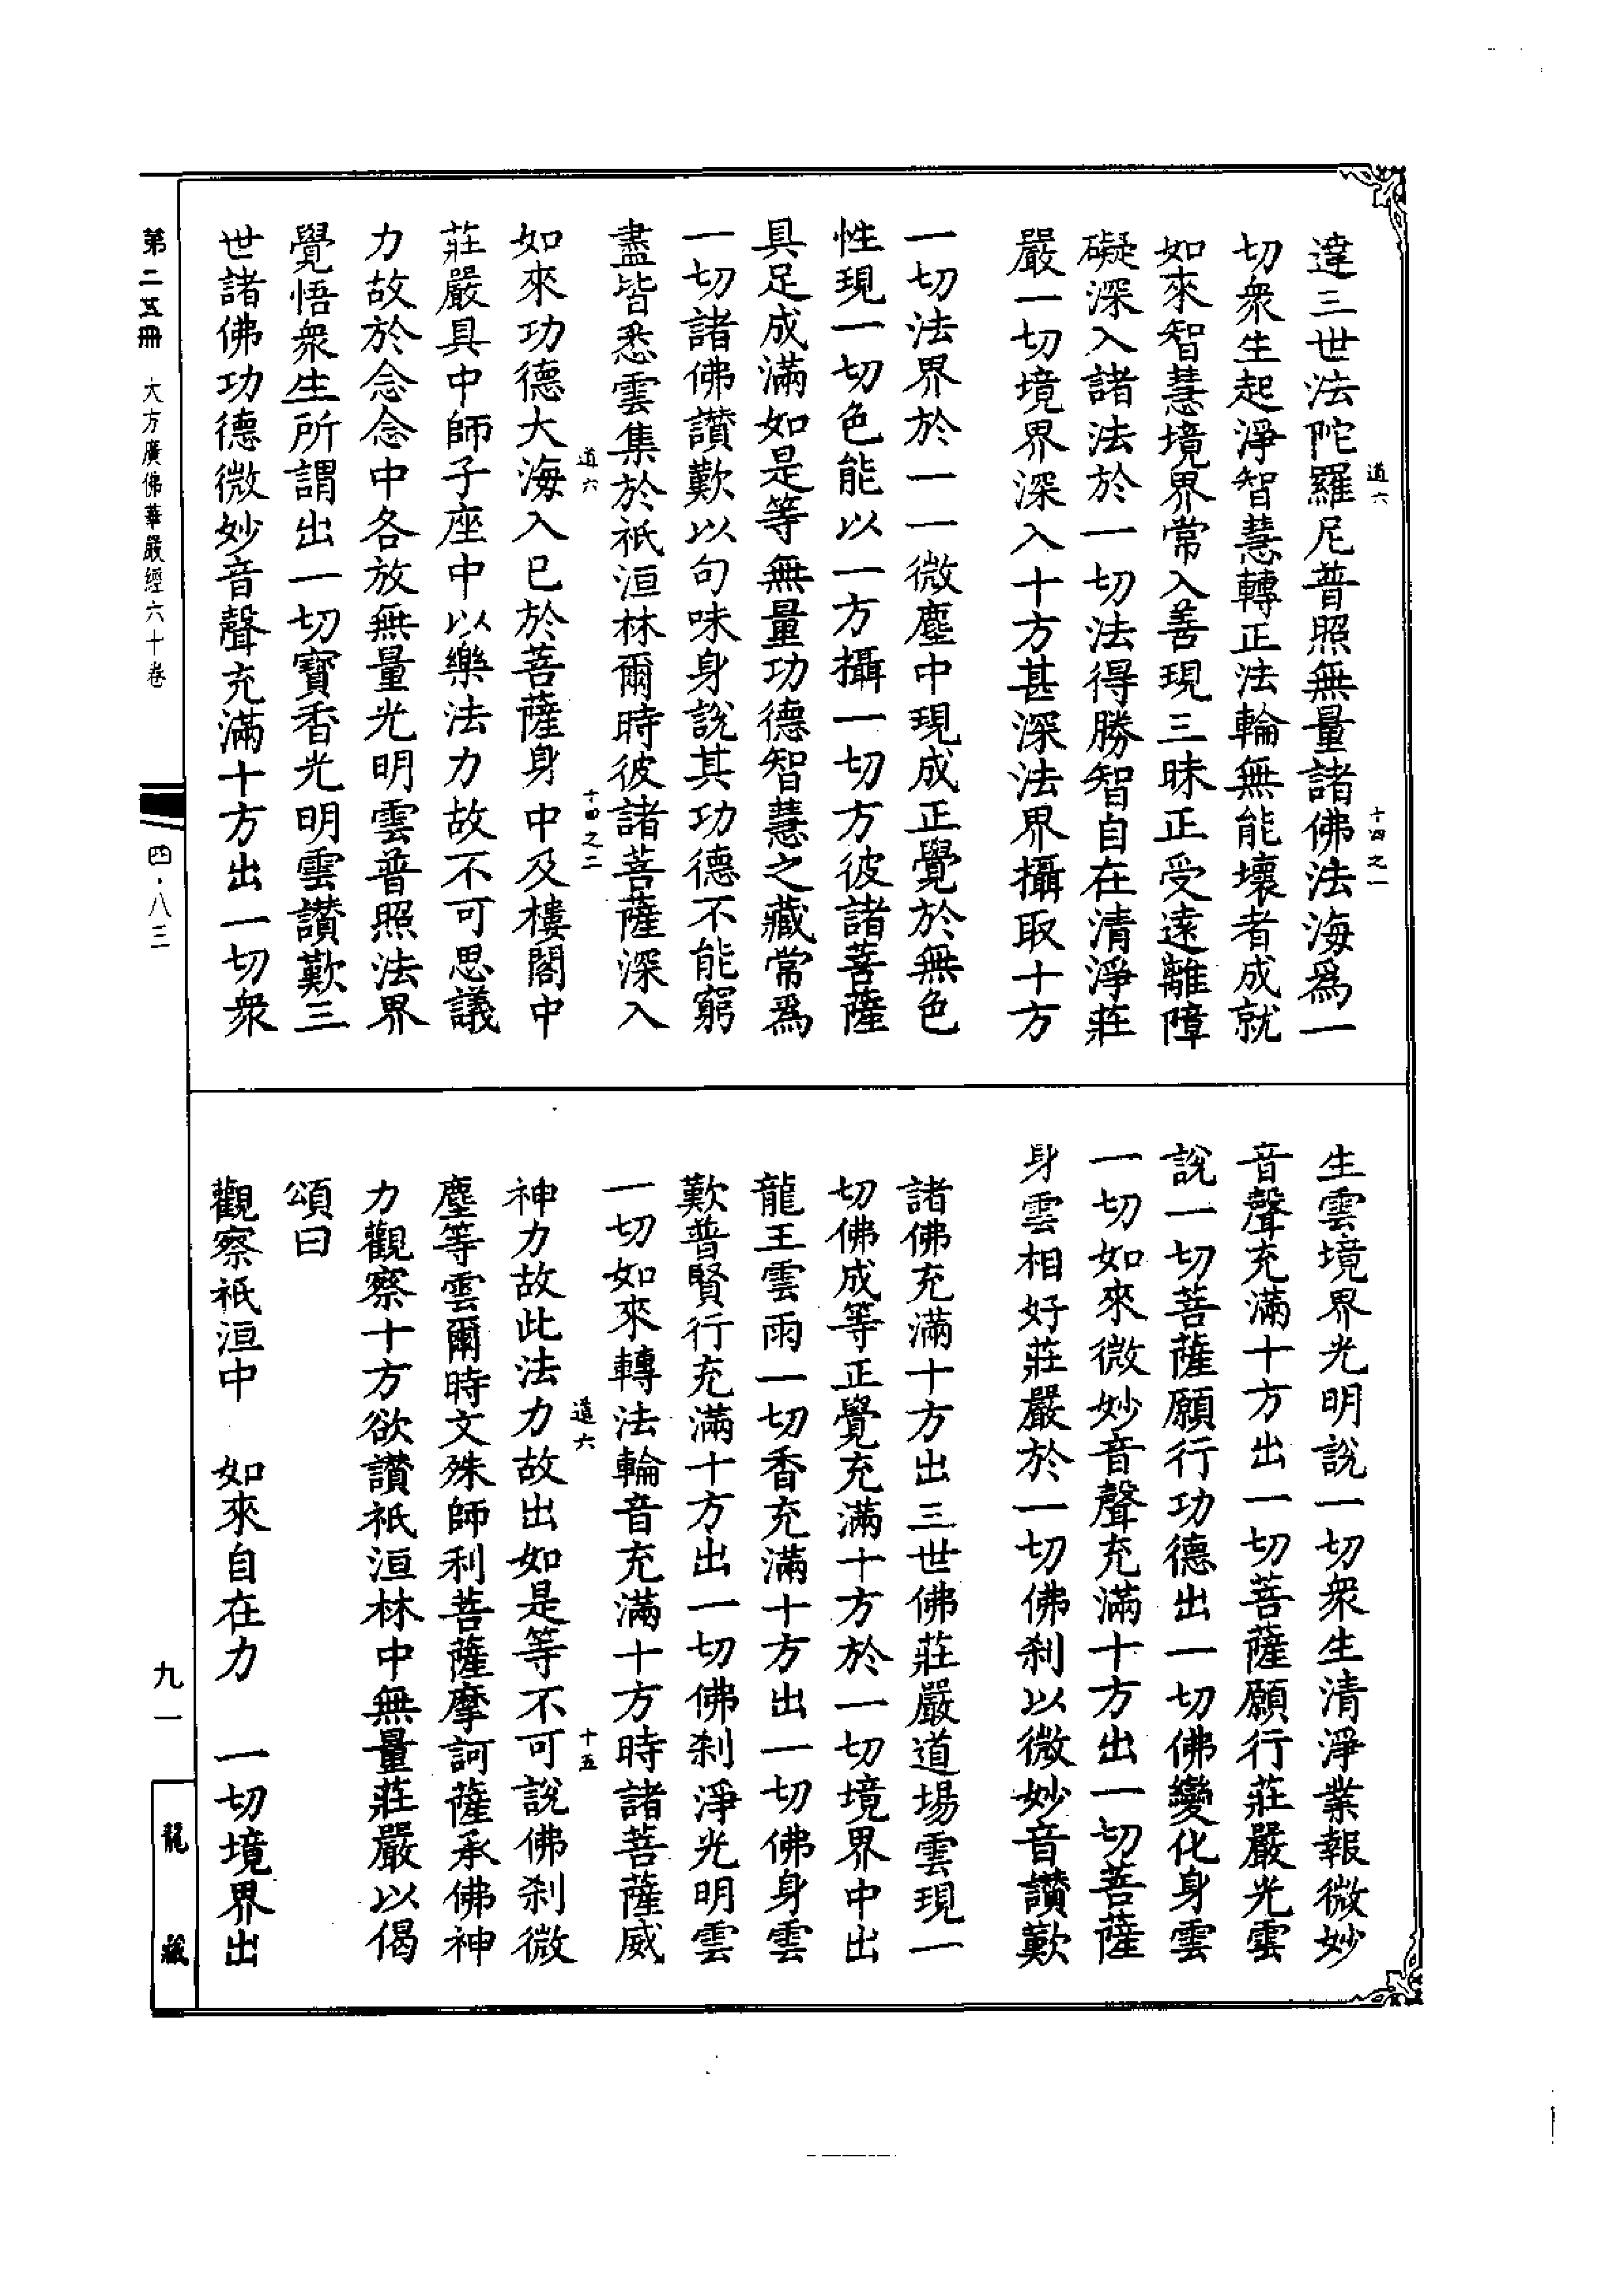 達三世法陀羅尼普照無量諸佛法海爲一
切衆生起淨智慧轉正法輪無能壞者成就
如來智慧境界常入善現三昧正受遠離障
礙深入諸法於一切法得勝智自在清淨莊
嚴一切境界深入十方甚深法界攝取十方
一切法界於一一微塵中現成正覺於無色
性現一切色能以一方攝一切方彼諸菩薩
具足成滿如是等無量功德智慧之藏常爲
一切諸佛讚歎以句味身說其功德不能窮
盡皆悉雲集於祇洹林爾時彼諸菩薩深入
如來功德大海入已於菩薩身中及樓閣中
莊嚴具中師子座中以樂法力故不可思議
力故於念念中各放無量光明雲普照法界
覺悟衆生所謂出一切寶香光明雲讚歎三
世諸佛功德微妙音聲充滿十方出一切衆
道六
十四之一
道六
十四之二
生雲境界光明說一切衆生清淨業報微妙
音聲充滿十方出一切菩薩願行莊嚴光雲
說一切菩薩願行功德出一切佛變化身雲
一切如來微妙音聲充滿十方出一切菩薩
身雲相好莊嚴於一切佛刹以微妙音讚歎
諸佛充滿十方出三世佛莊嚴道場雲現一
切佛成等正覺充滿十方於一切境界中出
龍王雲雨一切香充滿十方出一切佛身雲
歎普賢行充滿十方出一切佛刹淨光明雲
一切如來轉法輪音充滿十方時諸菩薩威
神力故此法力故出如是等不可說佛刹微
塵等雲爾時文殊師利菩薩摩訶薩承佛神
力觀察十方欲讚祇洹林中無量莊嚴以偈
頌曰
觀察祇洹中　如來自在力　一切境界出
道六
十五
第二五冊　大方廣佛華嚴經六十卷
四·八三
九一
龍藏